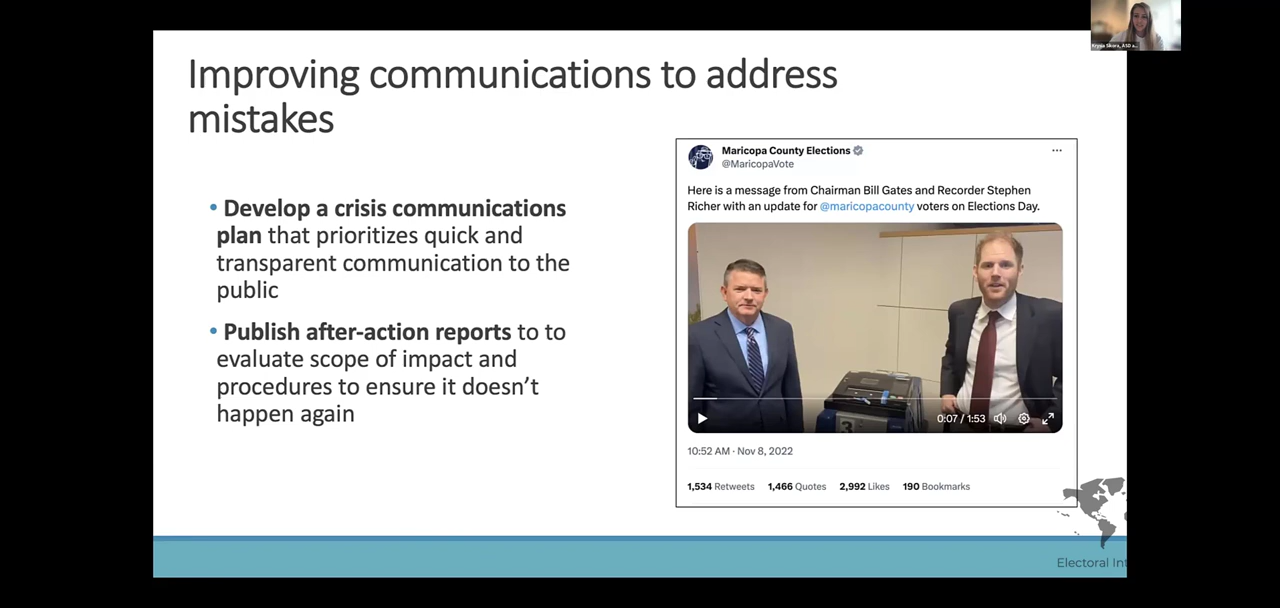 Improving communications to address
mistakes
• Develop a crisis communications
plan that prioritizes quick and
transparent communication to the
public
• Publish after-action reports to to
evaluate scope of impact and
procedures to ensure it doesn’t
happen again
Maricopa County Elections
@MaricopaVote
Here is a message from Chairman Bill Gates and Recorder Stephen
Richer with an update for @maricopacounty voters on Elections Day.
3
0:07 / 1:53
10:52 AM · Nov 8, 2022
1,534 Retweets 1,466 Quotes 2,992 Likes 190 Bookmarks
Electoral Int